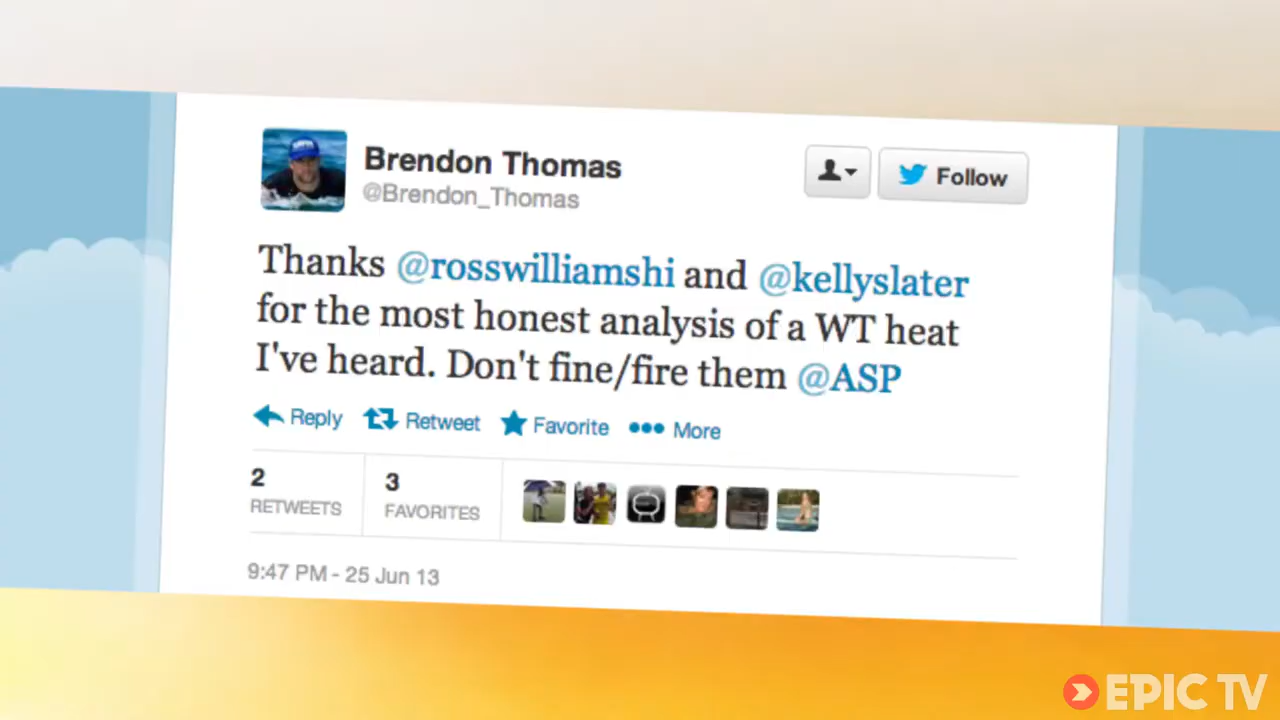 Brendon Thomas
@Brendon_Thomas
Follow
Thanks @rosswilliamshi and @kellyslater
for the most honest analysis of a WT heat
I've heard. Don't fine/fire them @ASP
Reply Retweet Favorite More
2 RETWEETS
3 FAVORITES
9:47 PM - 25 Jun 13
EPIC TV